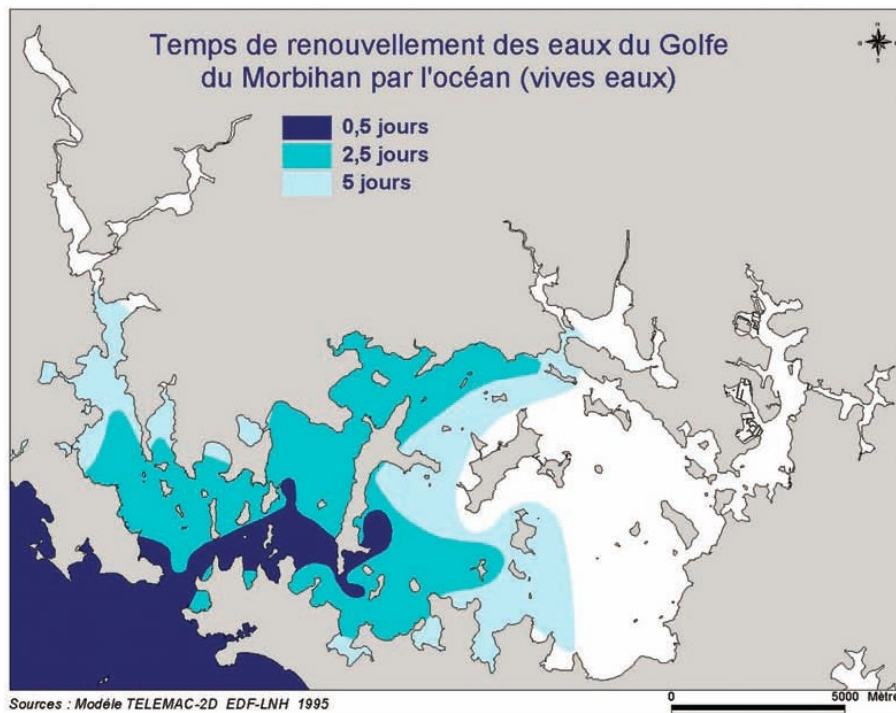 Temps de renouvellement des eaux du Golfe
du Morbihan par l'océan (vives eaux)
0,5 jours
2,5 jours
5 jours
Sources : Modéle TELEMAC-2D EDF-LNH 1995
0 5000 Mètre